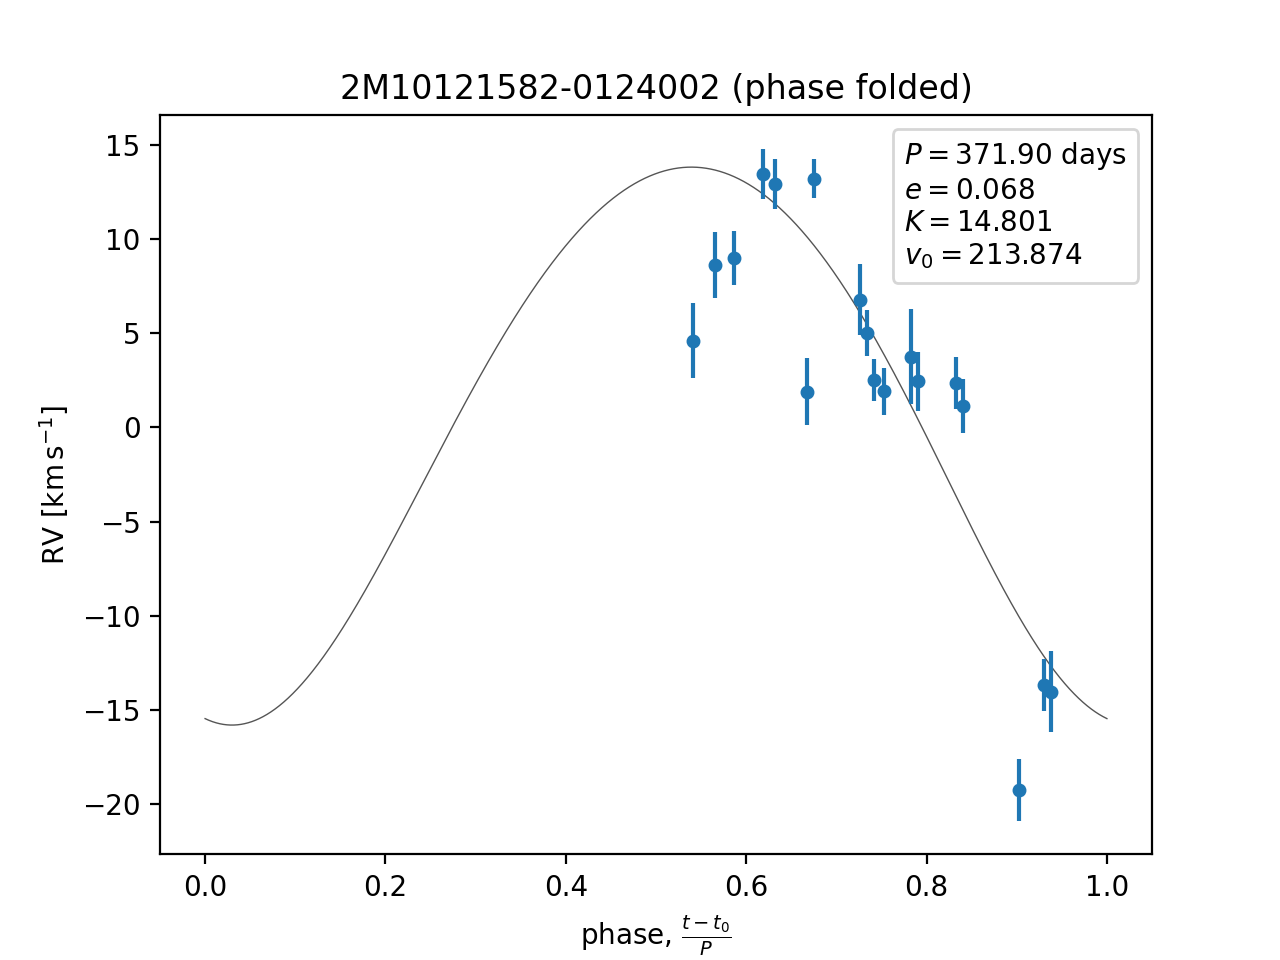 2M10121582-0124002 (phase folded)
P = 371.90 days
e = 0.068
K = 14.801
v₀ = 213.874
15
10
5
0
−5
−10
−15
−20
RV [km s⁻¹]
0.0 0.2 0.4 0.6 0.8 1.0
phase, (t − t₀)/P